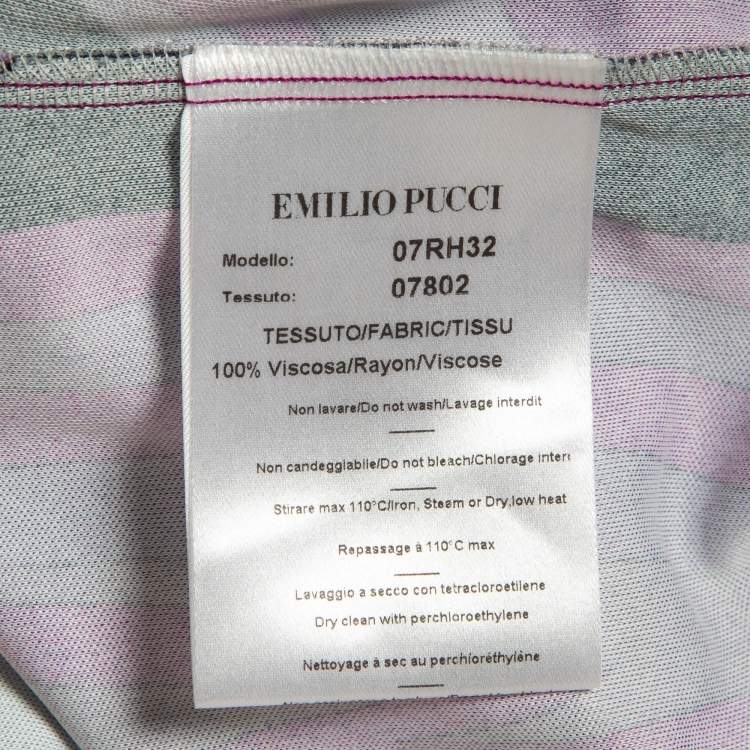 EMILIO PUCCI
Modello: 07RH32
Tessuto: 07802
TESSUTO/FABRIC/TISSU
100% Viscosa/Rayon/Viscose
Non lavare/Do not wash/Lavage interdit
Non candeggiabile/Do not bleach/Chlorage inter
Stirare max 110°C/Iron, Steam or Dry,low heat
Repassage à 110°C max
Lavaggio a secco con tetracloroetilene
Dry clean with perchloroethylene
Nettoyage à sec au perchloréthylène